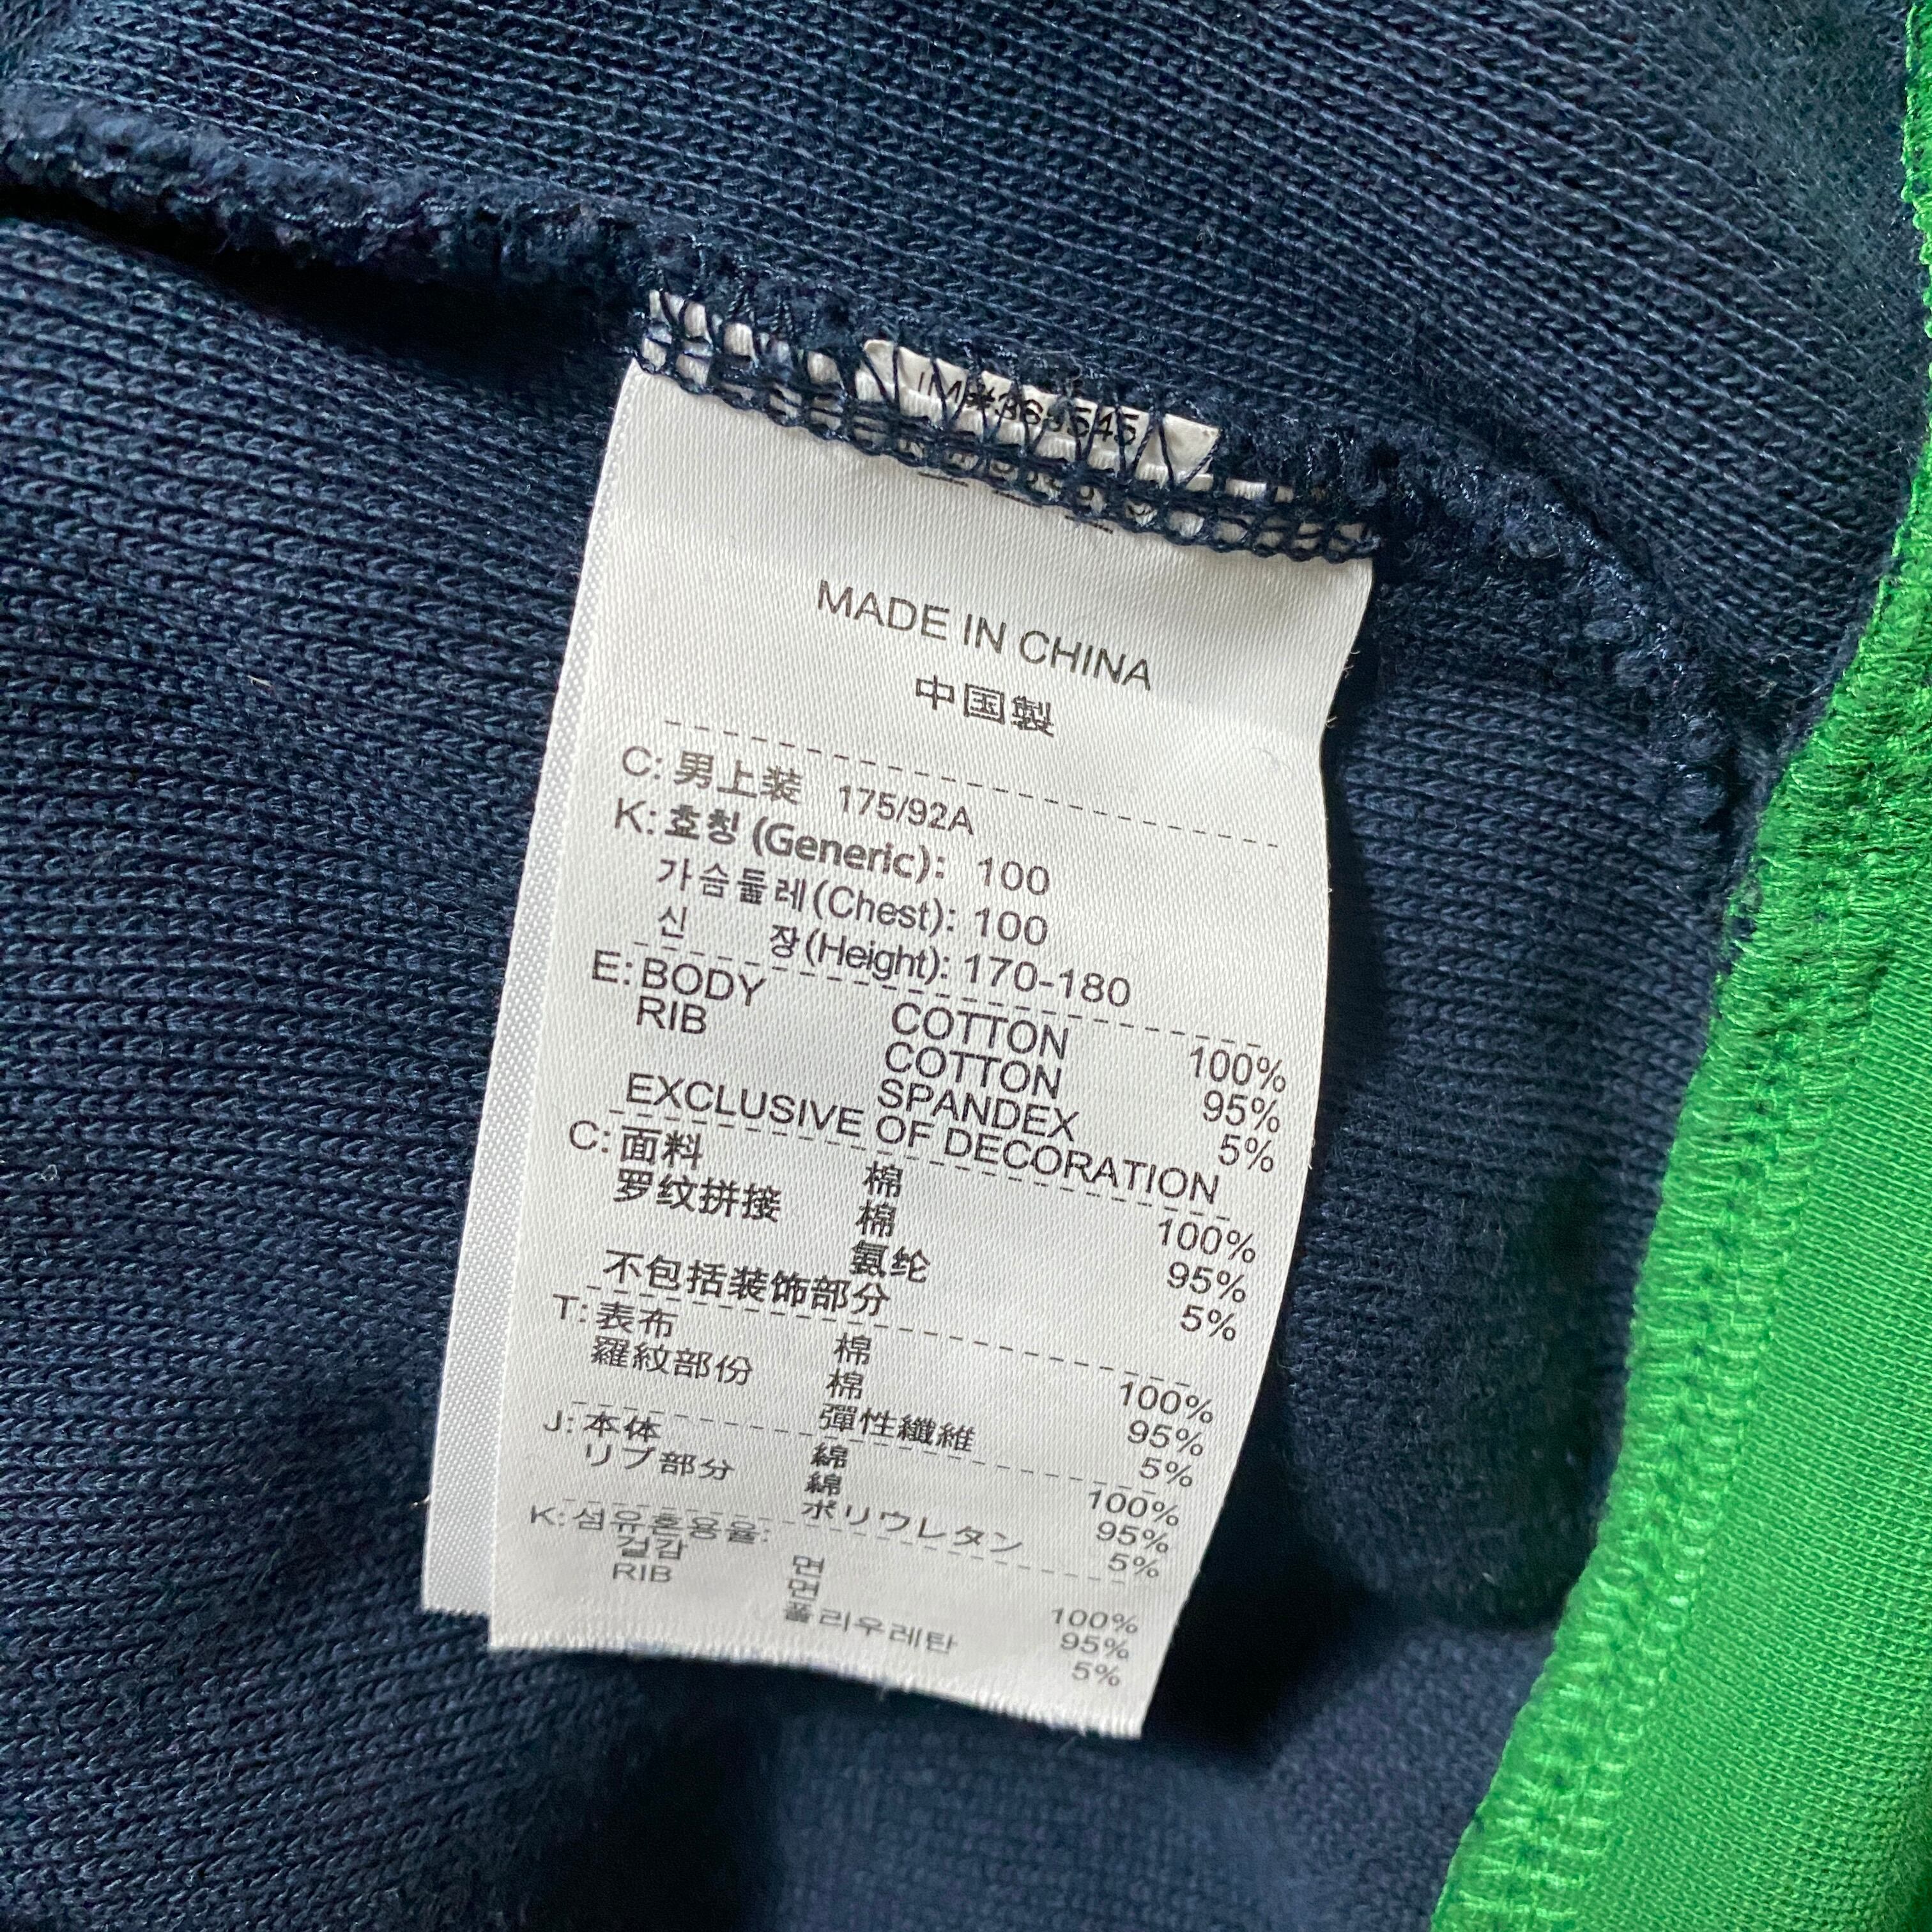 MADE IN CHINA
中国製
C: 男上装 175/92A
K: 호칭 (Generic): 100
가슴둘레(Chest): 100
신 장(Height): 170-180
E: BODY COTTON 100%
RIB COTTON 95%
SPANDEX 5%
EXCLUSIVE OF DECORATION
C: 面料 棉 100%
罗纹拼接 棉 95%
氨纶 5%
不包括装饰部分
T: 表布 棉 100%
羅紋部份 棉 95%
彈性纖維 5%
J: 本体 綿 100%
リブ部分 綿 95%
ポリウレタン 5%
K: 섬유혼용율:
겉감 면 100%
RIB 면 95%
폴리우레탄 5%